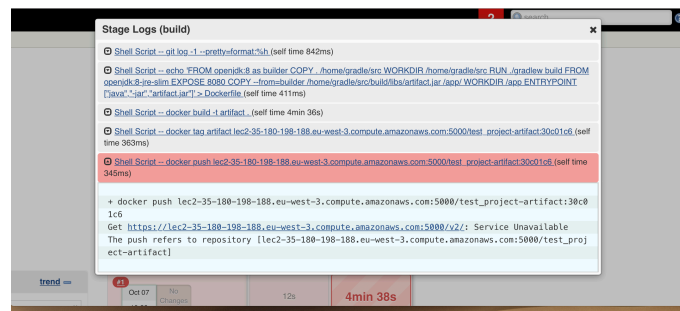 search
Stage Logs (build)
Shell Script -- git log -1 --pretty=format:%h (self time 842ms)
Shell Script -- echo 'FROM openjdk:8 as builder COPY . /home/gradle/src WORKDIR /home/gradle/src RUN ./gradlew build FROM
openjdk:8-jre-slim EXPOSE 8080 COPY --from=builder /home/gradle/src/build/libs/artifact.jar /app/ WORKDIR /app ENTRYPOINT
["java","-jar","artifact.jar"]' > Dockerfile (self time 411ms)
Shell Script -- docker build -t artifact . (self time 4min 36s)
Shell Script -- docker tag artifact lec2-35-180-198-188.eu-west-3.compute.amazonaws.com:5000/test_project-artifact:30c01c6 (self
time 363ms)
Shell Script -- docker push lec2-35-180-198-188.eu-west-3.compute.amazonaws.com:5000/test_project-artifact:30c01c6 (self time
345ms)
+ docker push lec2-35-180-198-188.eu-west-3.compute.amazonaws.com:5000/test_project-artifact:30c0
1c6
Get https://lec2-35-180-198-188.eu-west-3.compute.amazonaws.com:5000/v2/: Service Unavailable
The push refers to repository [lec2-35-180-198-188.eu-west-3.compute.amazonaws.com:5000/test_proj
ect-artifact]
trend
#1
Oct 07
No
Changes
12s
4min 38s